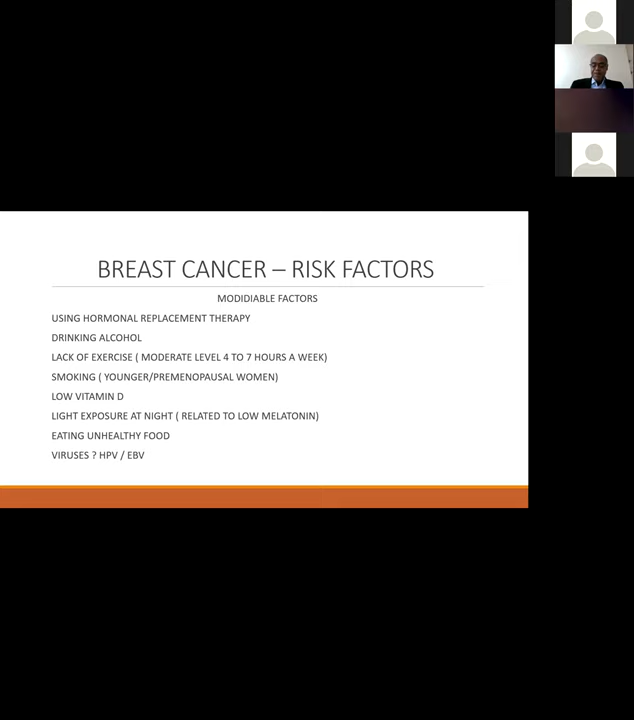 BREAST CANCER – RISK FACTORS
MODIDIABLE FACTORS
USING HORMONAL REPLACEMENT THERAPY
DRINKING ALCOHOL
LACK OF EXERCISE ( MODERATE LEVEL 4 TO 7 HOURS A WEEK)
SMOKING ( YOUNGER/PREMENOPAUSAL WOMEN)
LOW VITAMIN D
LIGHT EXPOSURE AT NIGHT ( RELATED TO LOW MELATONIN)
EATING UNHEALTHY FOOD
VIRUSES ? HPV / EBV